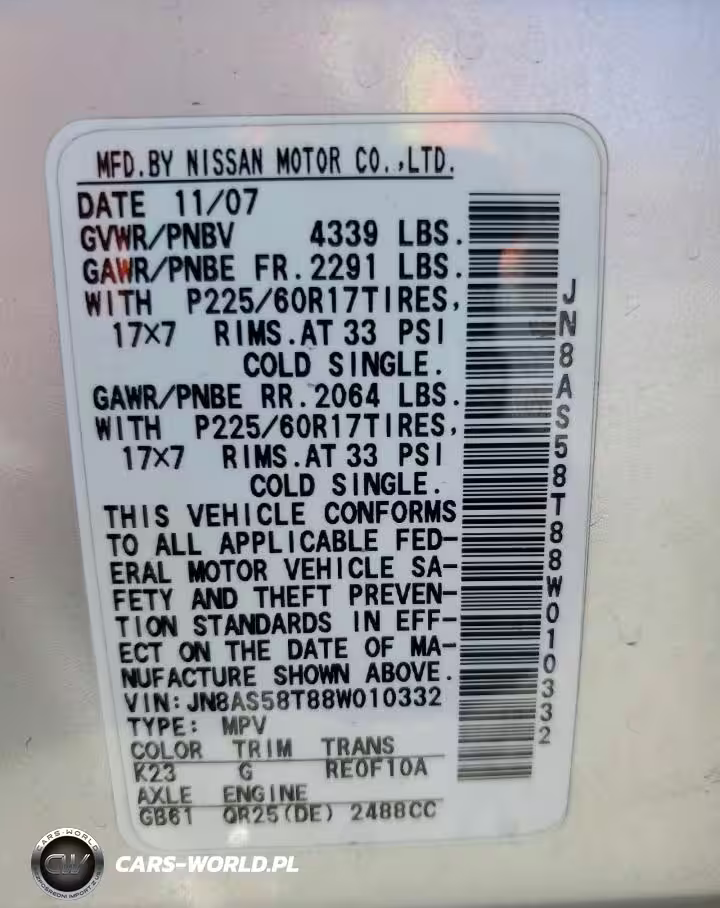 MFD.BY NISSAN MOTOR CO.,LTD.
DATE 11/07
GVWR/PNBV 4339 LBS.
GAWR/PNBE FR.2291 LBS.
WITH P225/60R17TIRES,
17×7 RIMS.AT 33 PSI
COLD SINGLE.
GAWR/PNBE RR.2064 LBS.
WITH P225/60R17TIRES,
17×7 RIMS.AT 33 PSI
COLD SINGLE.
THIS VEHICLE CONFORMS
TO ALL APPLICABLE FED-
ERAL MOTOR VEHICLE SA-
FETY AND THEFT PREVEN-
TION STANDARDS IN EFF-
ECT ON THE DATE OF MA-
NUFACTURE SHOWN ABOVE.
VIN:JN8AS58T88W010332
TYPE: MPV
COLOR TRIM TRANS
K23 G RE0F10A
AXLE ENGINE
GB61 QR25(DE) 2488CC
JN8AS58T88W010332
CARS-WORLD.PL
CW
CARS-WORLD.PL